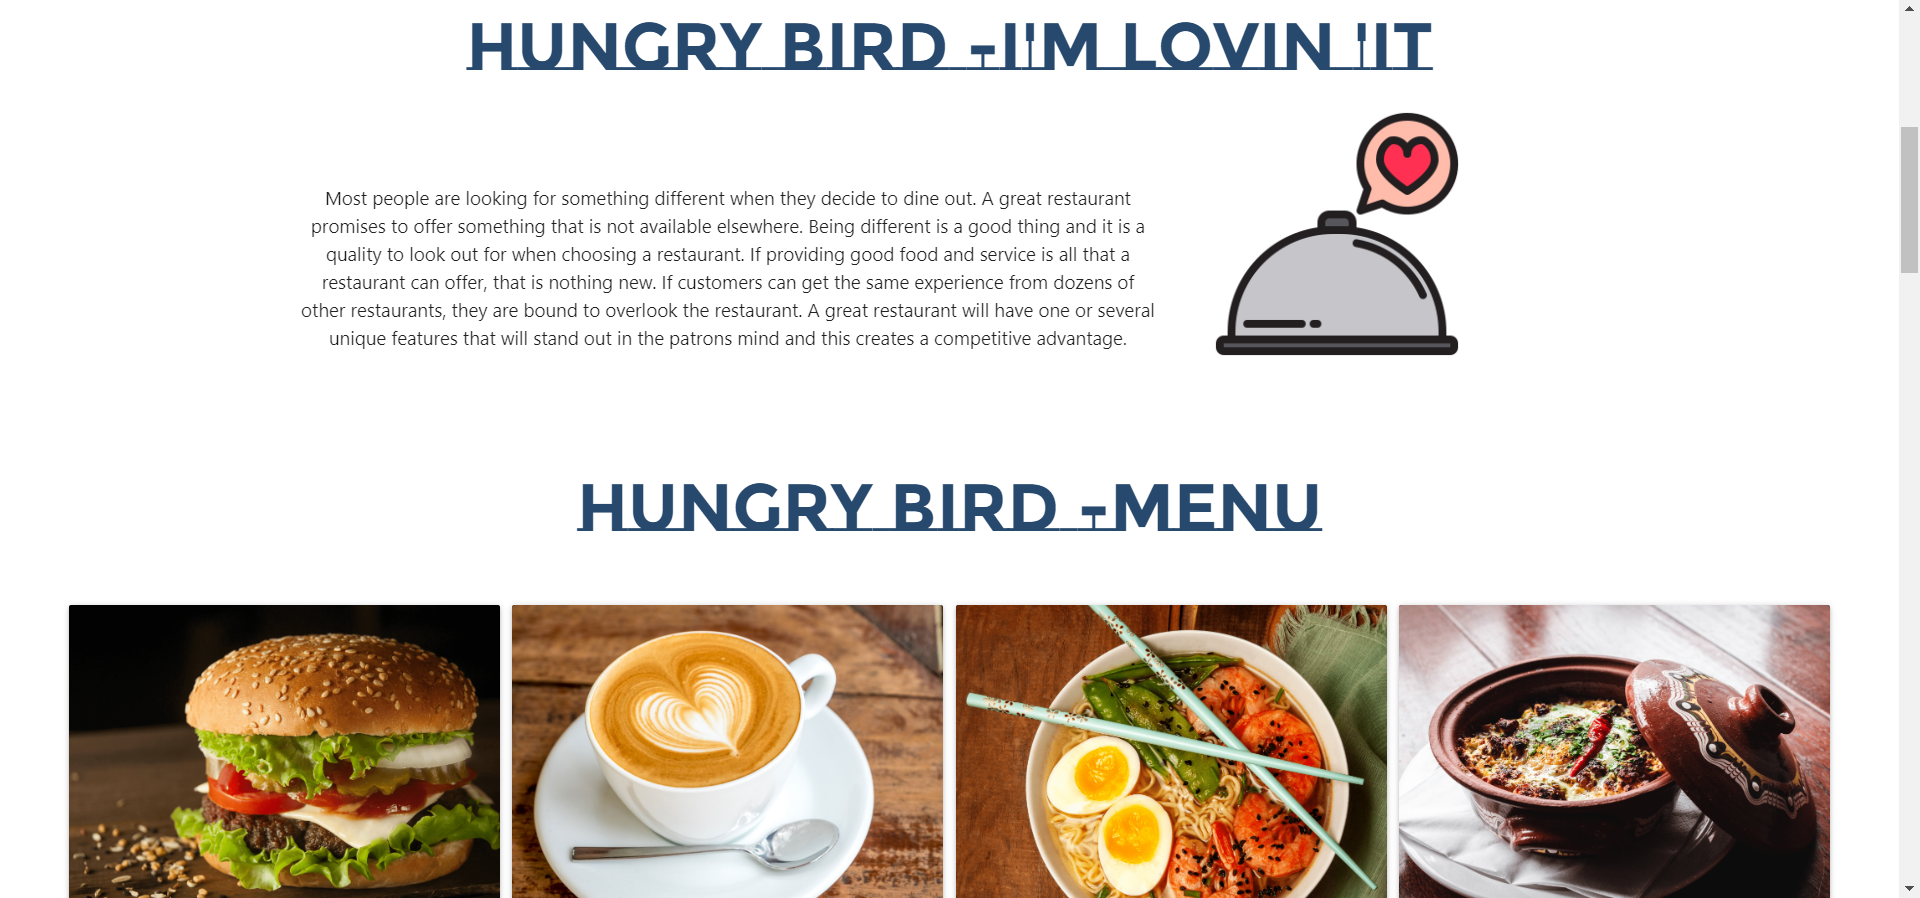 HUNGRY BIRD -I'M LOVIN 'IT
Most people are looking for something different when they decide to dine out. A great restaurant
promises to offer something that is not available elsewhere. Being different is a good thing and it is a
quality to look out for when choosing a restaurant. If providing good food and service is all that a
restaurant can offer, that is nothing new. If customers can get the same experience from dozens of
other restaurants, they are bound to overlook the restaurant. A great restaurant will have one or several
unique features that will stand out in the patrons mind and this creates a competitive advantage.
HUNGRY BIRD -MENU